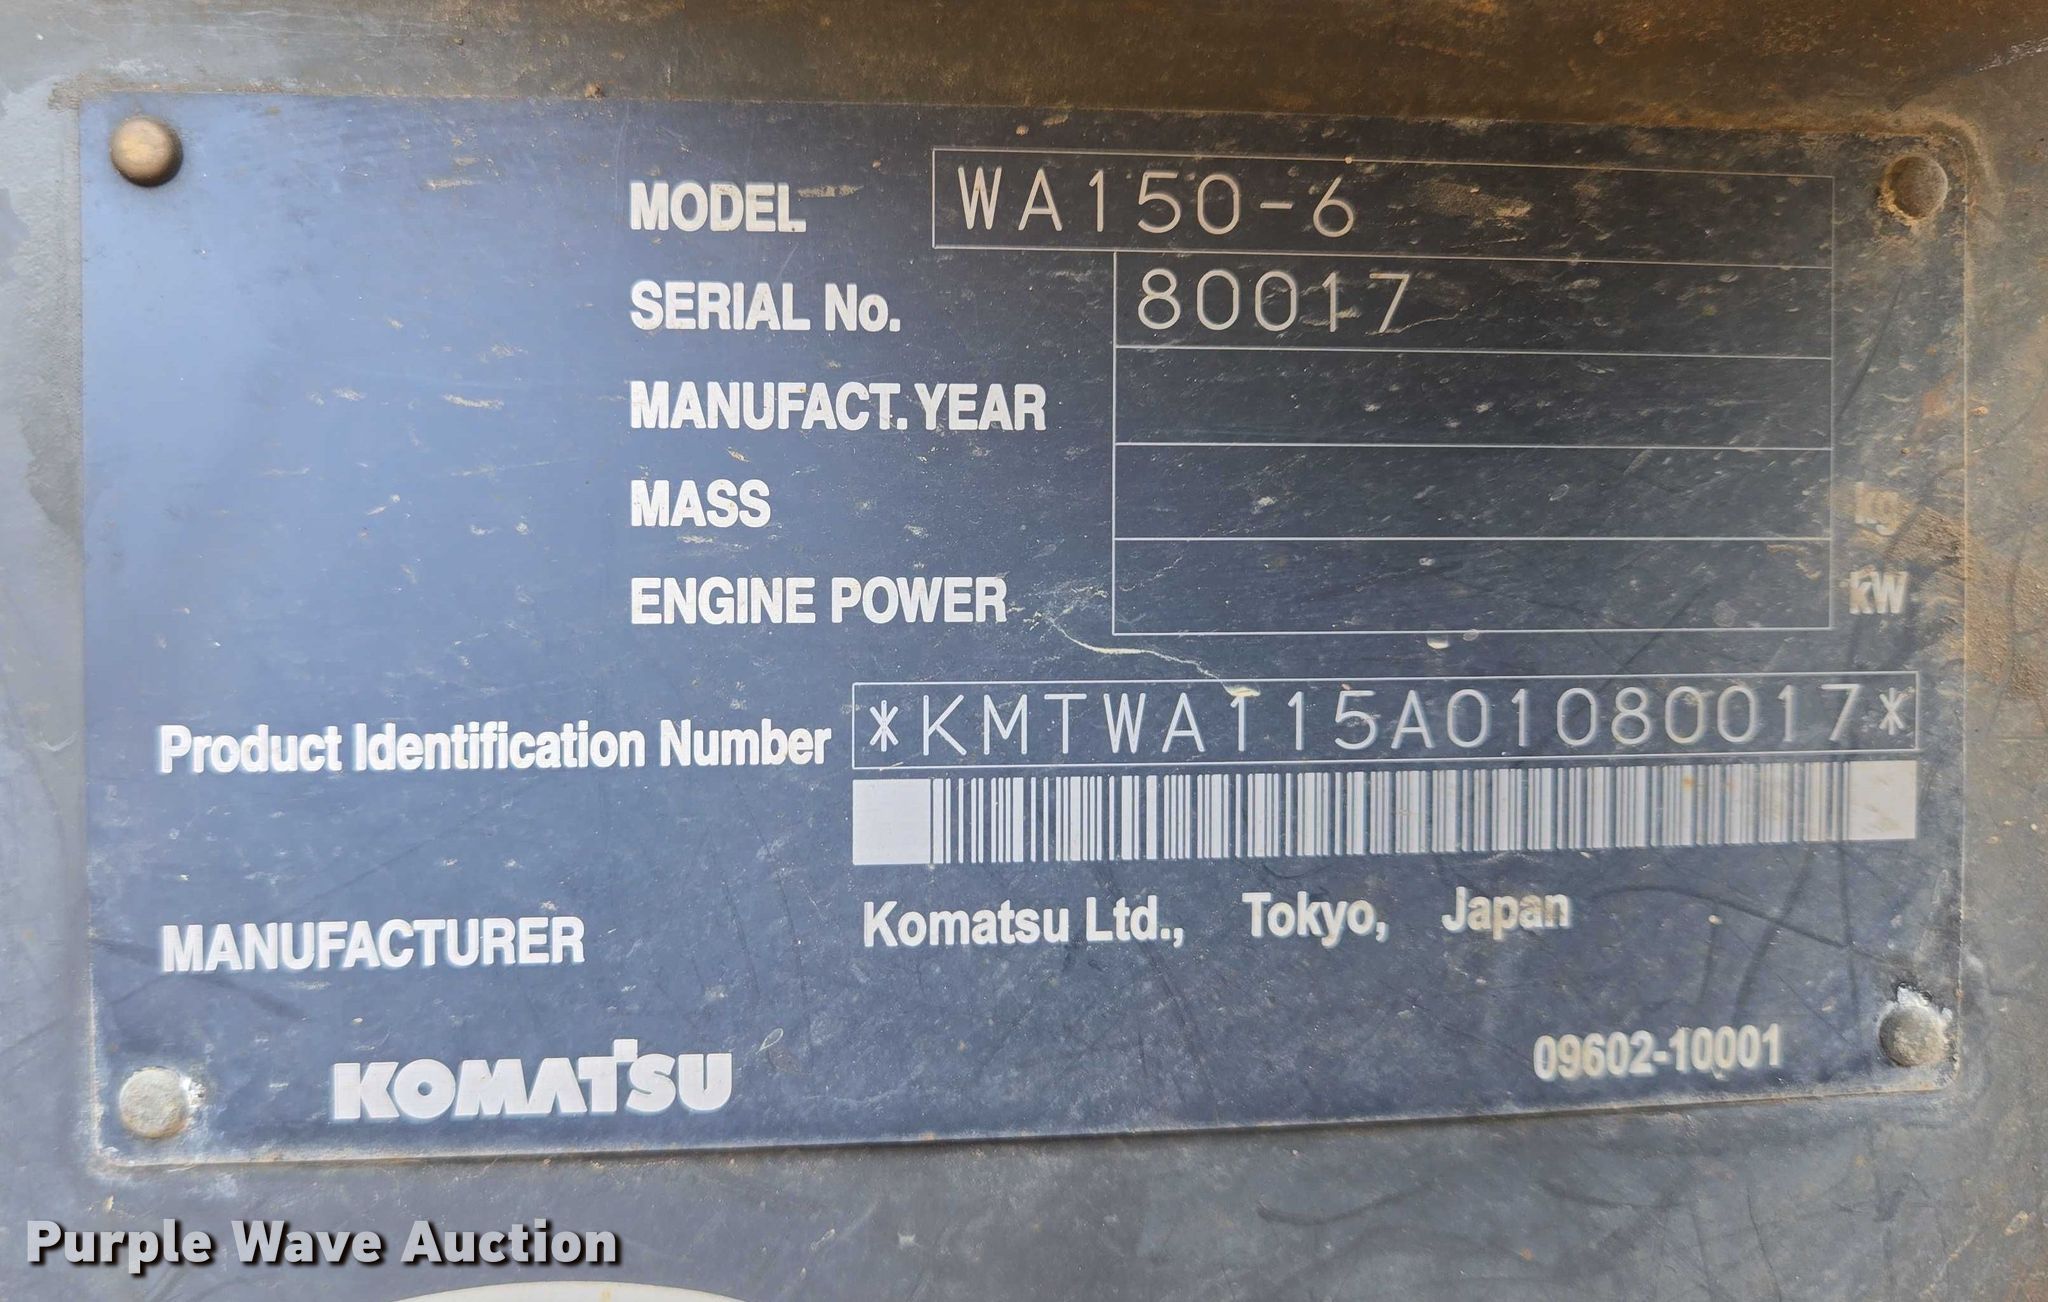 MODEL WA150-6
SERIAL No. 80017
MANUFACT. YEAR
MASS kg
ENGINE POWER kW
Product Identification Number *KMTWA115A01080017*
MANUFACTURER Komatsu Ltd., Tokyo, Japan
KOMATSU 09602-10001
Purple Wave Auction